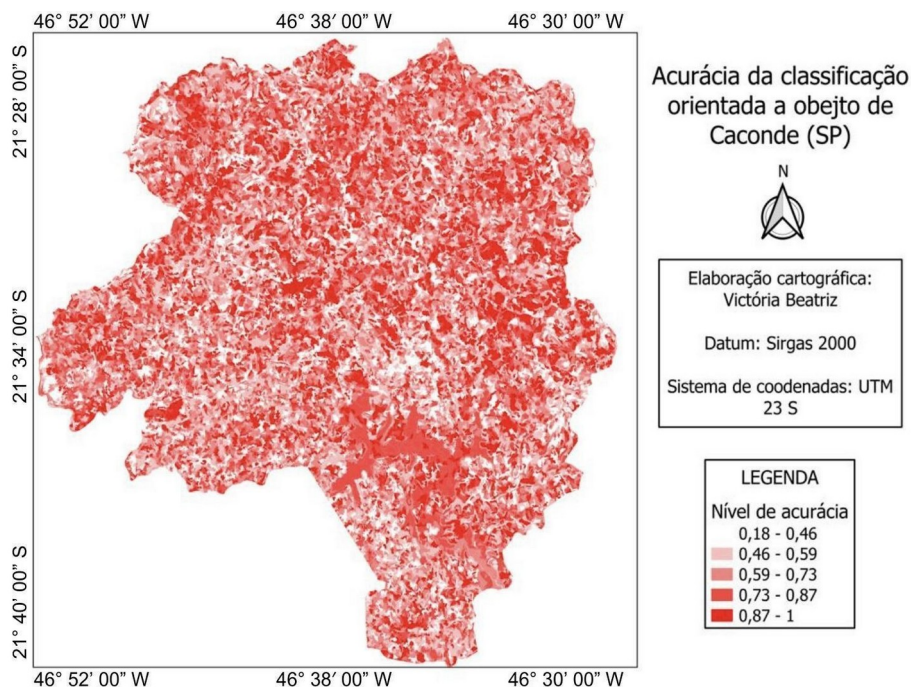 46° 52’ 00” W 46° 38’ 00” W 46° 30’ 00” W
21° 28’ 00” S
21° 34’ 00” S
21° 40’ 00” S
46° 52’ 00” W 46° 38’ 00” W 46° 30’ 00” W
Acurácia da classificação
orientada a obejto de
Caconde (SP)
N
Elaboração cartográfica:
Victória Beatriz
Datum: Sirgas 2000
Sistema de coodenadas: UTM
23 S
LEGENDA
Nível de acurácia
0,18 - 0,46
0,46 - 0,59
0,59 - 0,73
0,73 - 0,87
0,87 - 1